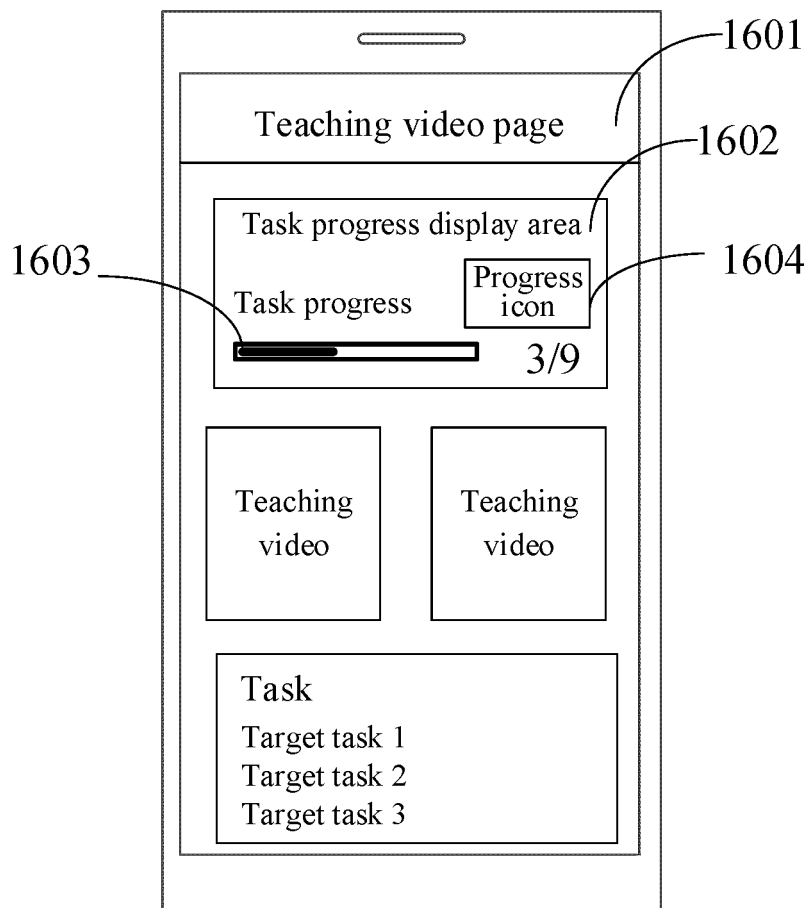 1601
Teaching video page
1602
Task progress display area
1603
1604
Progress
icon
Task progress
3/9
Teaching
video
Teaching
video
Task
Target task 1
Target task 2
Target task 3